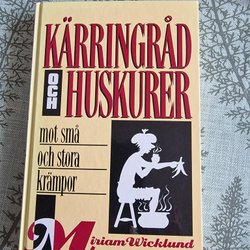 KÄRRINGRÅD
OCH
HUSKURER
mot små
och stora
krämpor
Miriam Wicklund